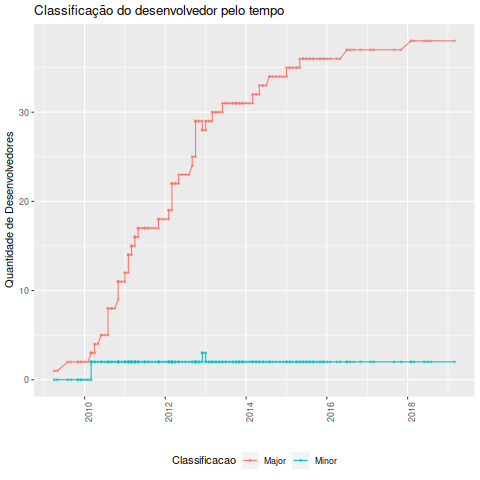 Classificação do desenvolvedor pelo tempo
Quantidade de Desenvolvedores
30
20
10
0
2010
2012
2014
2016
2018
Classificacao
Major
Minor